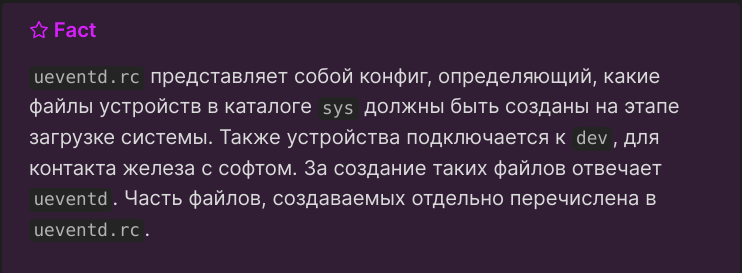 Fact
ueventd.rc представляет собой конфиг, определяющий, какие
файлы устройств в каталоге sys должны быть созданы на этапе
загрузке системы. Также устройства подключается к dev, для
контакта железа с софтом. За создание таких файлов отвечает
ueventd. Часть файлов, создаваемых отдельно перечислена в
ueventd.rc.